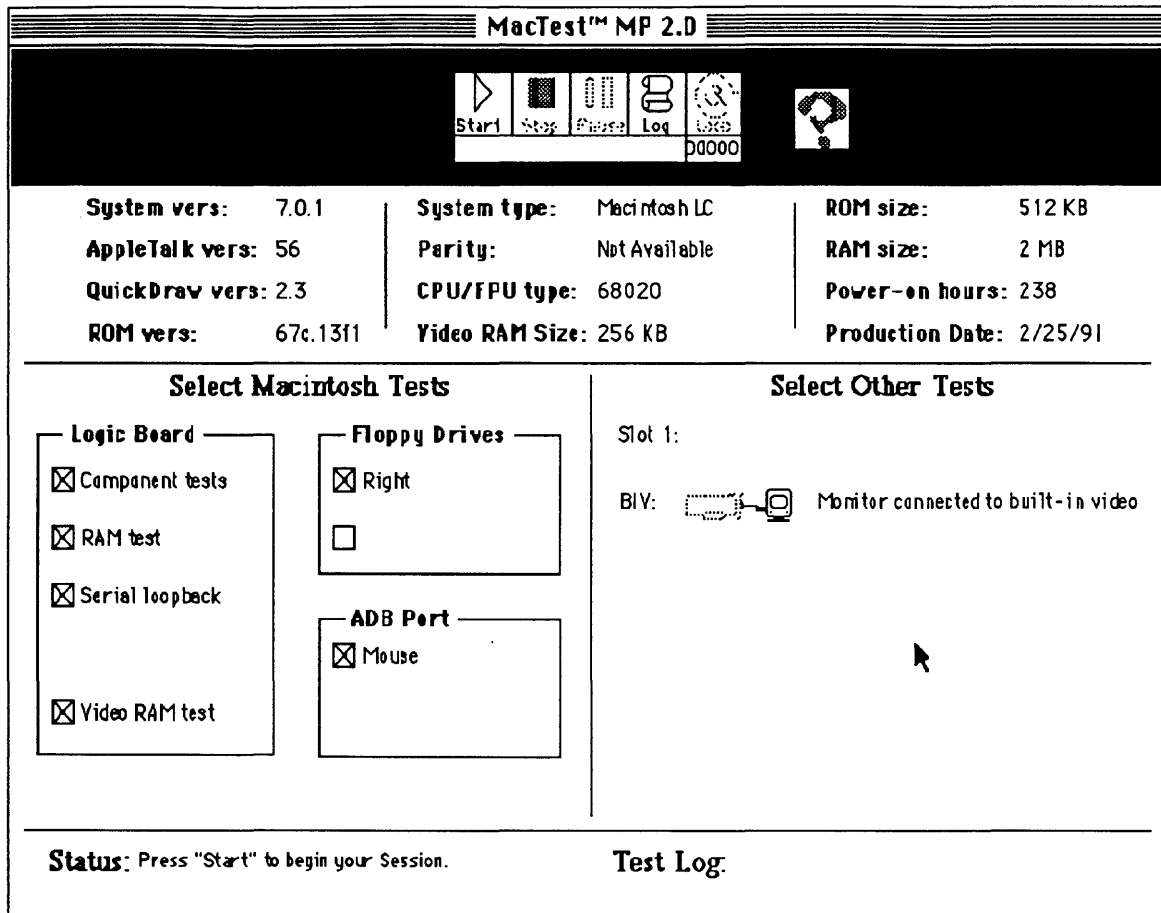 MacTest™ MP 2.0
Start Stop Pause Log
00000
System vers: 7.0.1
AppleTalk vers: 56
QuickDraw vers: 2.3
ROM vers: 67c.13f1
System type: Macintosh LC
Parity: Not Available
CPU/FPU type: 68020
Video RAM Size: 256 KB
ROM size: 512 KB
RAM size: 2 MB
Power-on hours: 238
Production Date: 2/25/91
Select Macintosh Tests
Logic Board
Component tests
RAM test
Serial loopback
Video RAM test
Floppy Drives
Right
ADB Port
Mouse
Select Other Tests
Slot 1:
BIV: Monitor connected to built-in video
Status: Press "Start" to begin your Session.
Test Log: